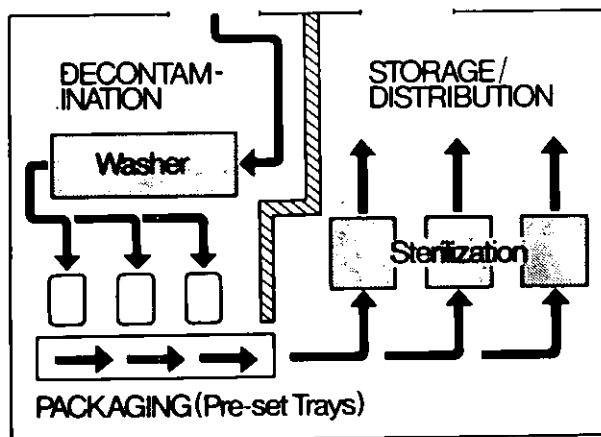 DECONTAM-
INATION
STORAGE/
DISTRIBUTION
Washer
Sterilization
PACKAGING (Pre-set Trays)